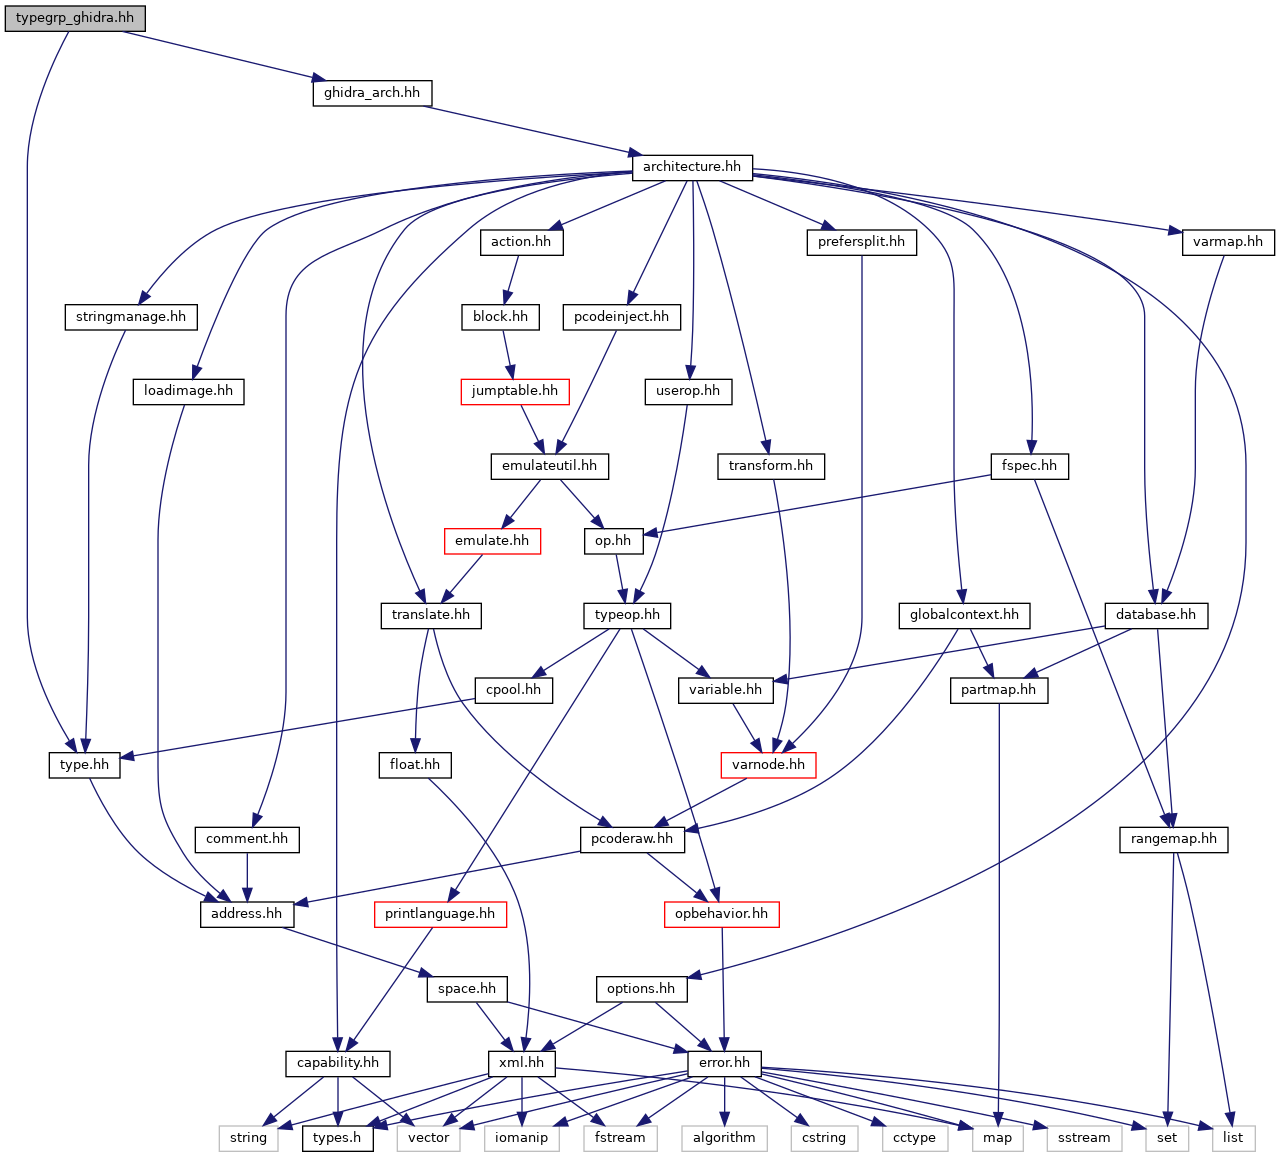 typegrp_ghidra.hh
ghidra_arch.hh
architecture.hh
action.hh
prefersplit.hh
varmap.hh
stringmanage.hh
block.hh
pcodeinject.hh
loadimage.hh
jumptable.hh
userop.hh
emulateutil.hh
transform.hh
fspec.hh
emulate.hh
op.hh
translate.hh
typeop.hh
globalcontext.hh
database.hh
cpool.hh
variable.hh
partmap.hh
type.hh
float.hh
varnode.hh
comment.hh
pcoderaw.hh
rangemap.hh
address.hh
printlanguage.hh
opbehavior.hh
space.hh
options.hh
capability.hh
xml.hh
error.hh
string
types.h
vector
iomanip
fstream
algorithm
cstring
cctype
map
sstream
set
list